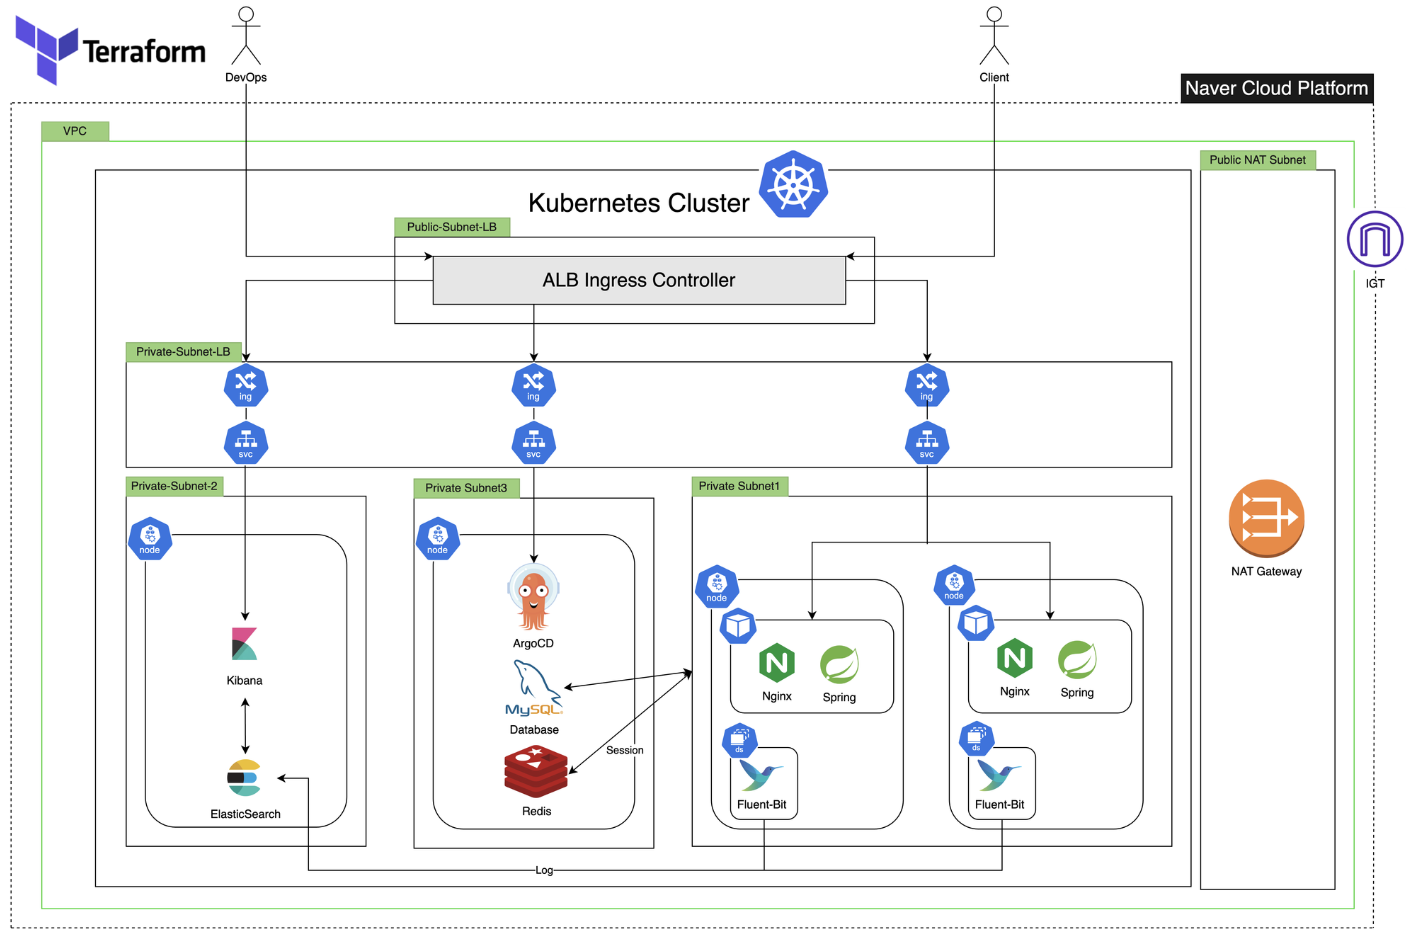 Terraform
DevOps
Client
Naver Cloud Platform
VPC
Public NAT Subnet
Kubernetes Cluster
Public-Subnet-LB
ALB Ingress Controller
IGT
Private-Subnet-LB
ing
ing
ing
svc
svc
svc
Private-Subnet-2
Private Subnet3
Private Subnet1
node
node
node
node
NAT Gateway
ArgoCD
Kibana
MySQL
Database
Nginx
Spring
Nginx
Spring
Session
ds
ds
ElasticSearch
Redis
Fluent-Bit
Fluent-Bit
Log